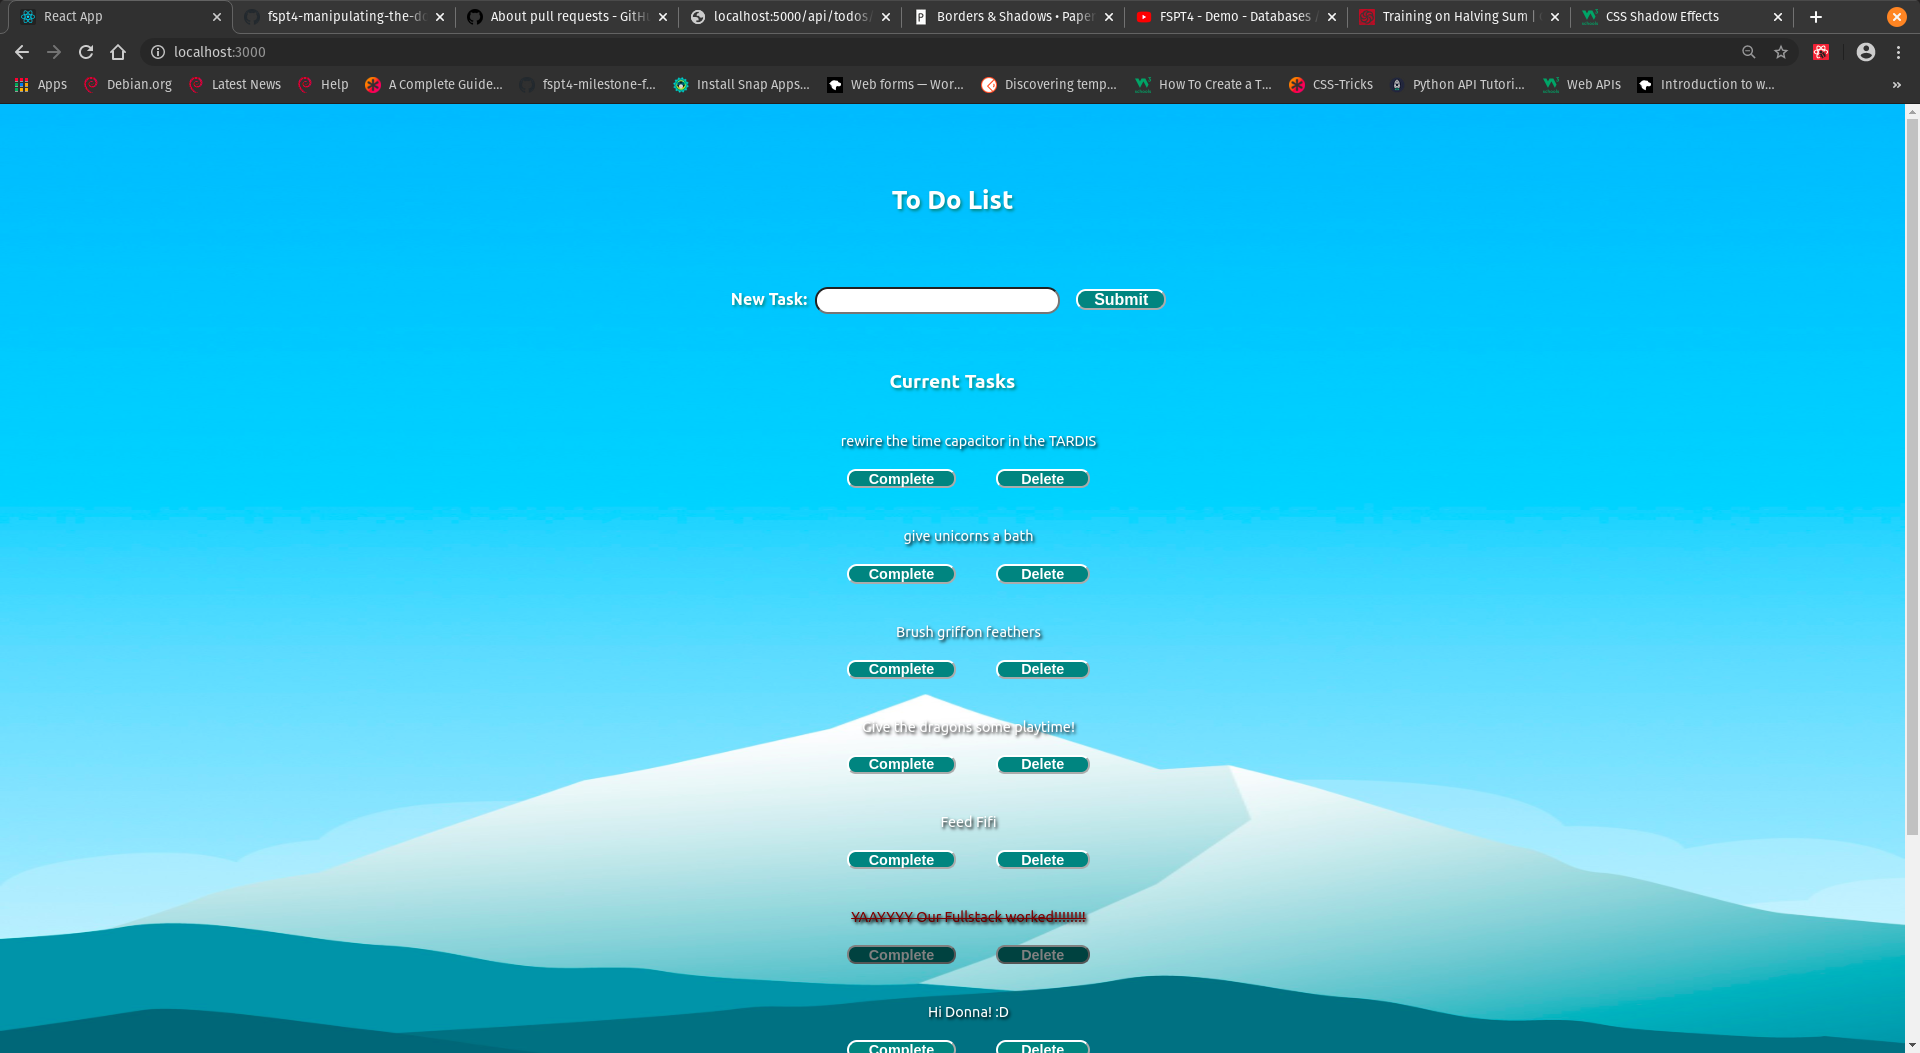 React App
fspt4-manipulating-the-do
About pull requests - GitHu
localhost:5000/api/todos/
Borders & Shadows • Paper
FSPT4 - Demo - Databases /
Training on Halving Sum |
CSS Shadow Effects
localhost:3000
Apps
Debian.org
Latest News
Help
A Complete Guide...
fspt4-milestone-f...
Install Snap Apps...
Web forms — Wor...
Discovering temp...
How To Create a T...
CSS-Tricks
Python API Tutori...
Web APIs
Introduction to w...
»
To Do List
New Task:
Submit
Current Tasks
rewire the time capacitor in the TARDIS
Complete Delete
give unicorns a bath
Complete Delete
Brush griffon feathers
Complete Delete
Give the dragons some playtime!
Complete Delete
Feed Fifi
Complete Delete
YAAYYYY Our Fullstack worked!!!!!!!!
Complete Delete
Hi Donna! :D
Complete Delete